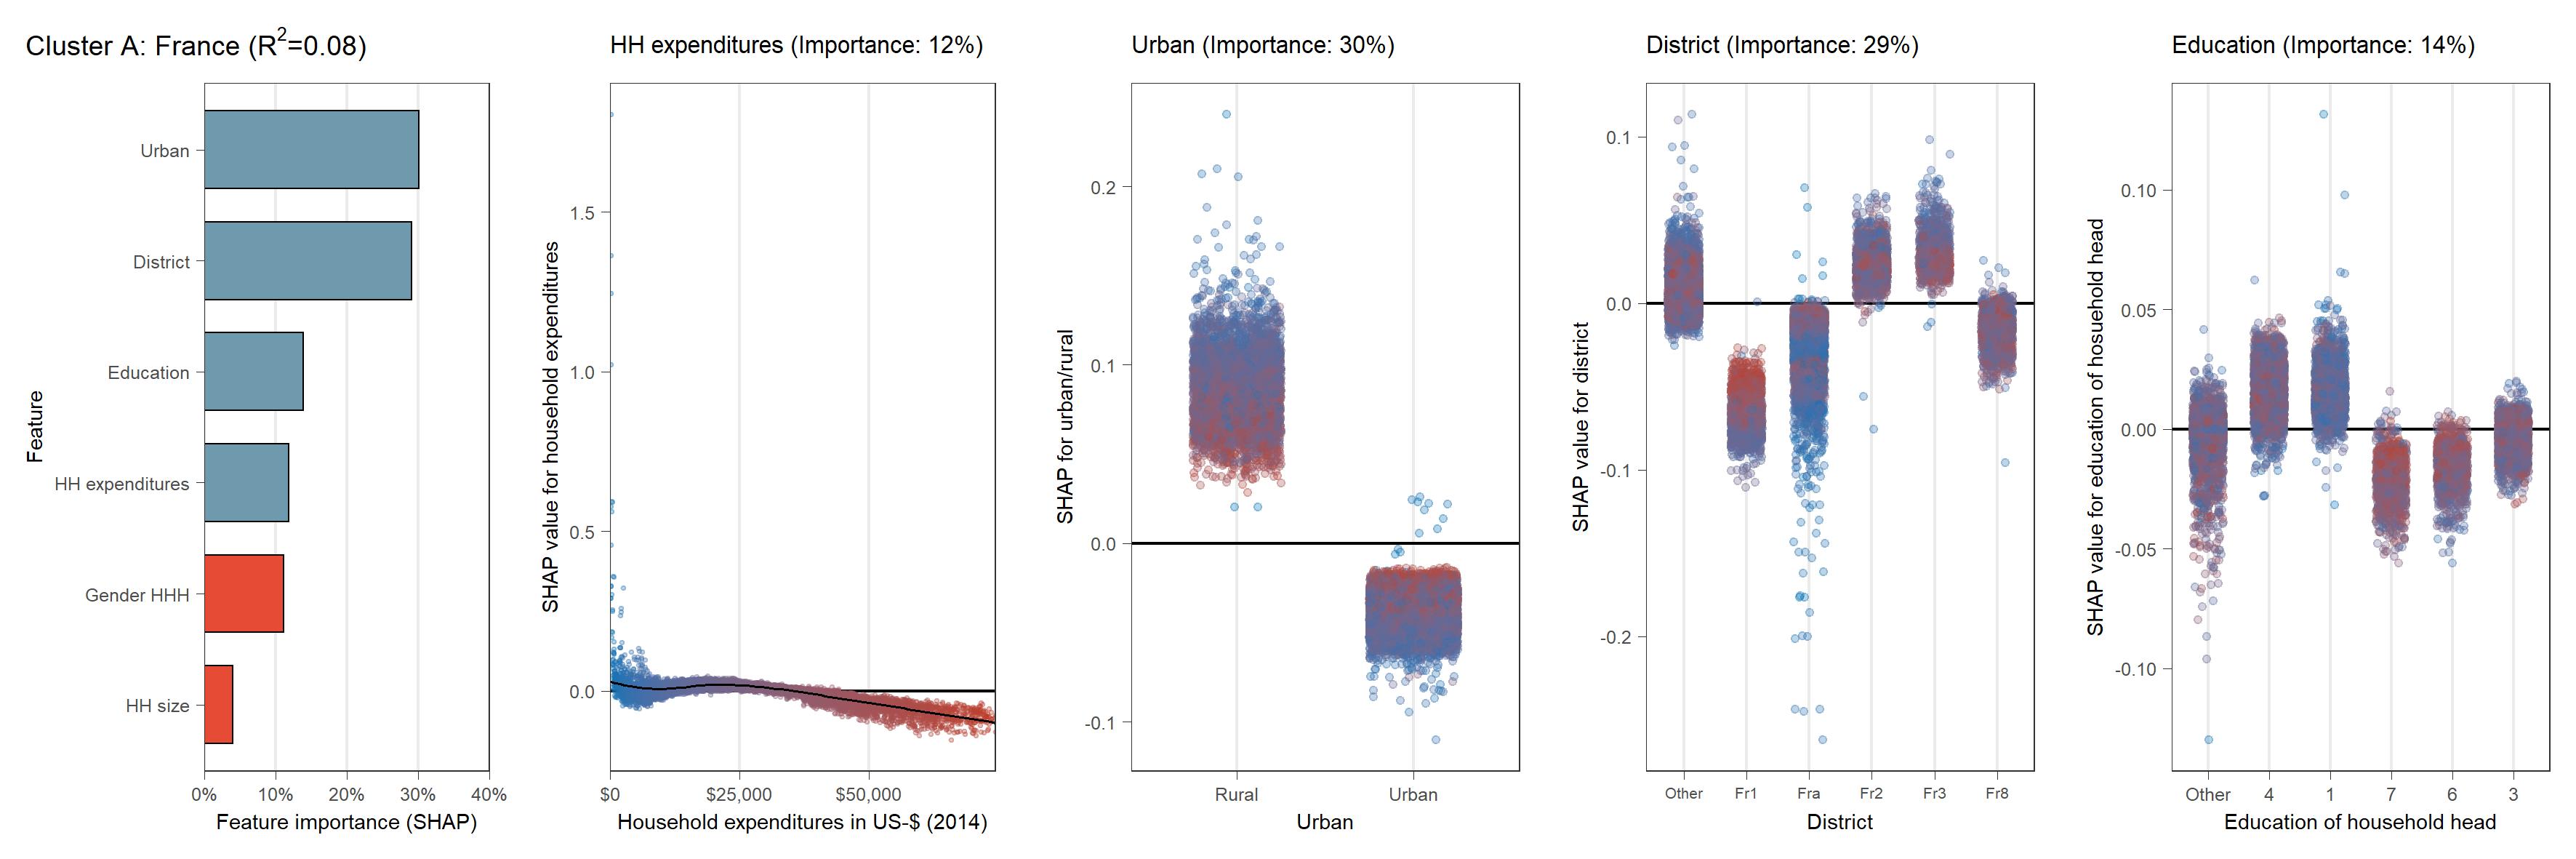 Cluster A: France (R2=0.08)
Feature
Urban
District
Education
HH expenditures
Gender HHH
HH size
0% 10% 20% 30% 40%
Feature importance (SHAP)
HH expenditures (Importance: 12%)
SHAP value for household expenditures
1.5
1.0
0.5
0.0
$0 $25,000 $50,000
Household expenditures in US-$ (2014)
Urban (Importance: 30%)
SHAP for urban/rural
0.2
0.1
0.0
-0.1
Rural Urban
Urban
District (Importance: 29%)
SHAP value for district
0.1
0.0
-0.1
-0.2
Other Fr1 Fra Fr2 Fr3 Fr8
District
Education (Importance: 14%)
SHAP value for education of hosuehold head
0.10
0.05
0.00
-0.05
-0.10
Other 4 1 7 6 3
Education of household head